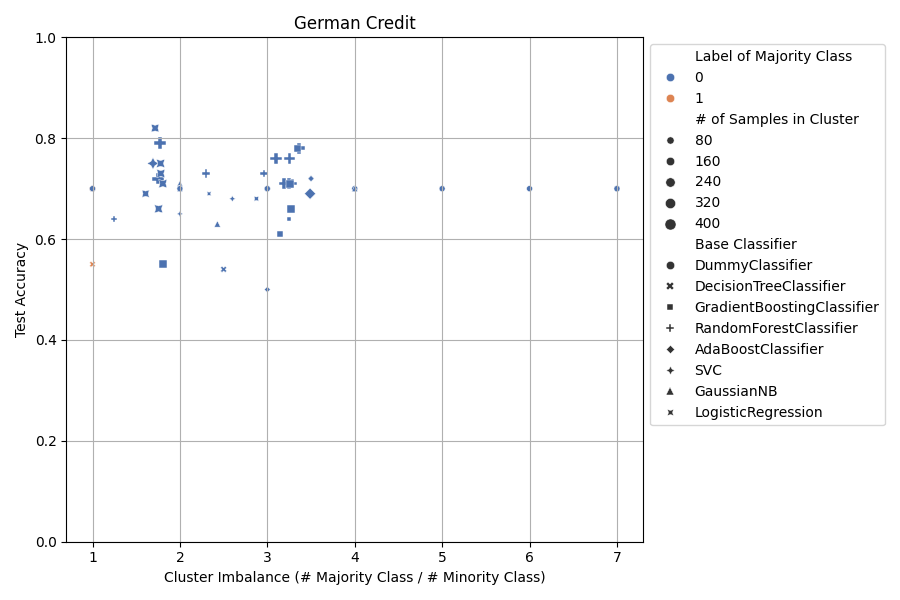 German Credit
Test Accuracy
1.0
0.8
0.6
0.4
0.2
0.0
1 2 3 4 5 6 7
Cluster Imbalance (# Majority Class / # Minority Class)
Label of Majority Class
0
1
# of Samples in Cluster
80
160
240
320
400
Base Classifier
DummyClassifier
DecisionTreeClassifier
GradientBoostingClassifier
RandomForestClassifier
AdaBoostClassifier
SVC
GaussianNB
LogisticRegression